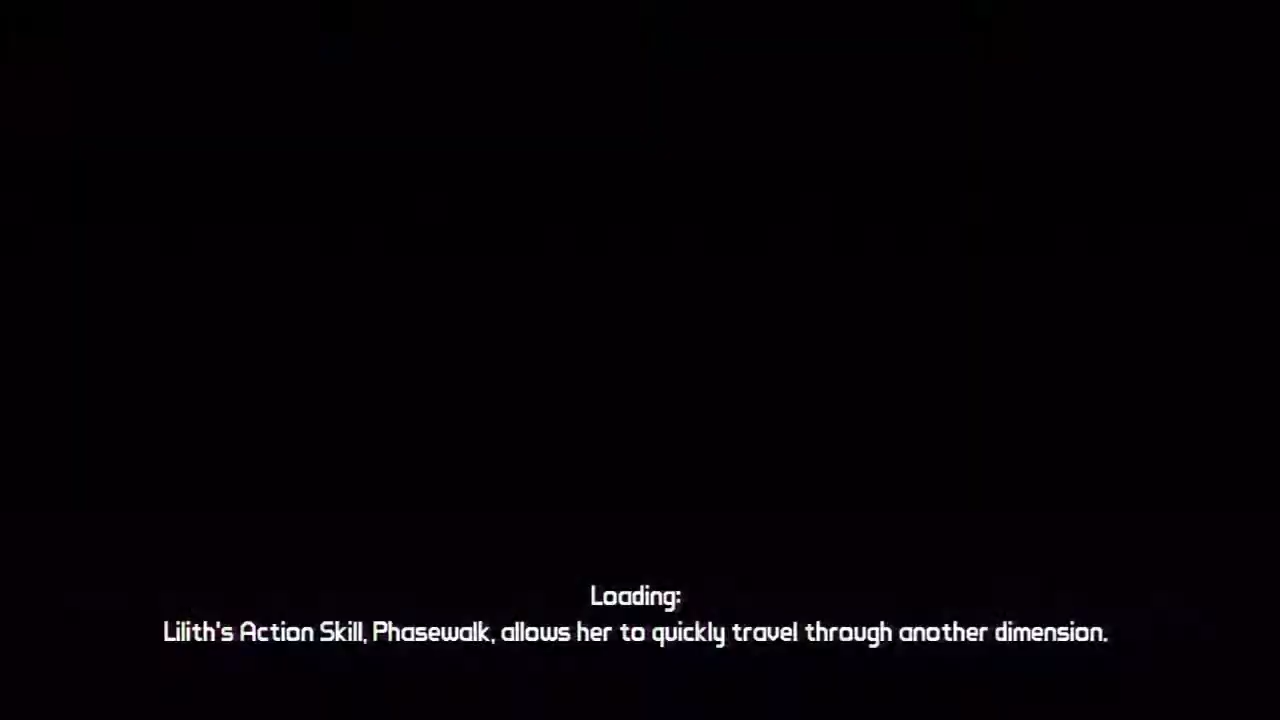 Loading:
Lilith's Action Skill, Phasewalk, allows her to quickly travel through another dimension.